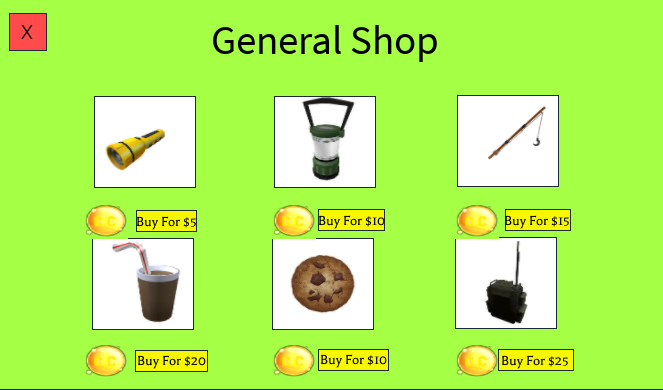 X
General Shop
Buy For $5
Buy For $10
Buy For $15
Buy For $20
Buy For $10
Buy For $25